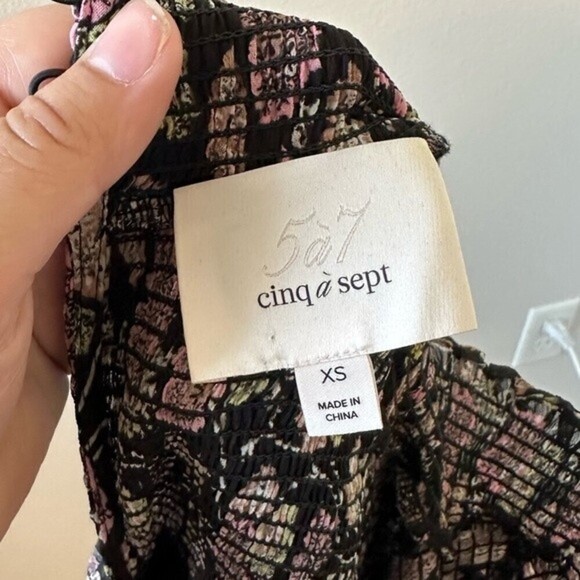 5à7
cinq à sept
XS
MADE IN
CHINA